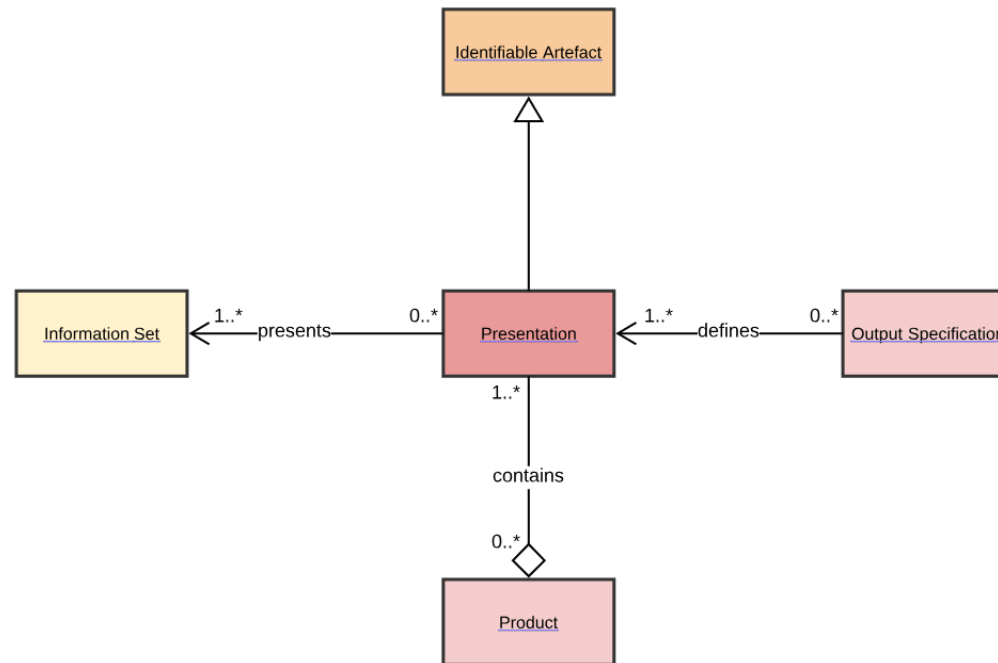 Identifiable Artefact
1..* presents 0..*
1..* defines 0..*
Information Set
Presentation
Output Specification
1..*
contains
0..*
Product